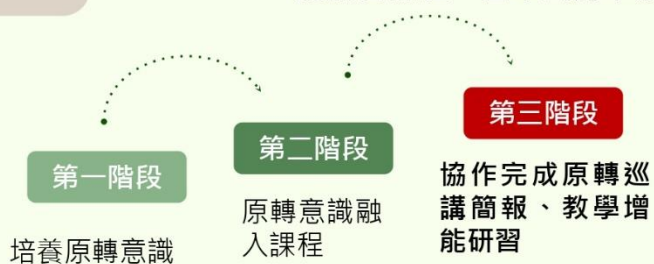 第一階段
培養原轉意識
第二階段
原轉意識融
入課程
第三階段
協作完成原轉巡
講簡報、教學增
能研習